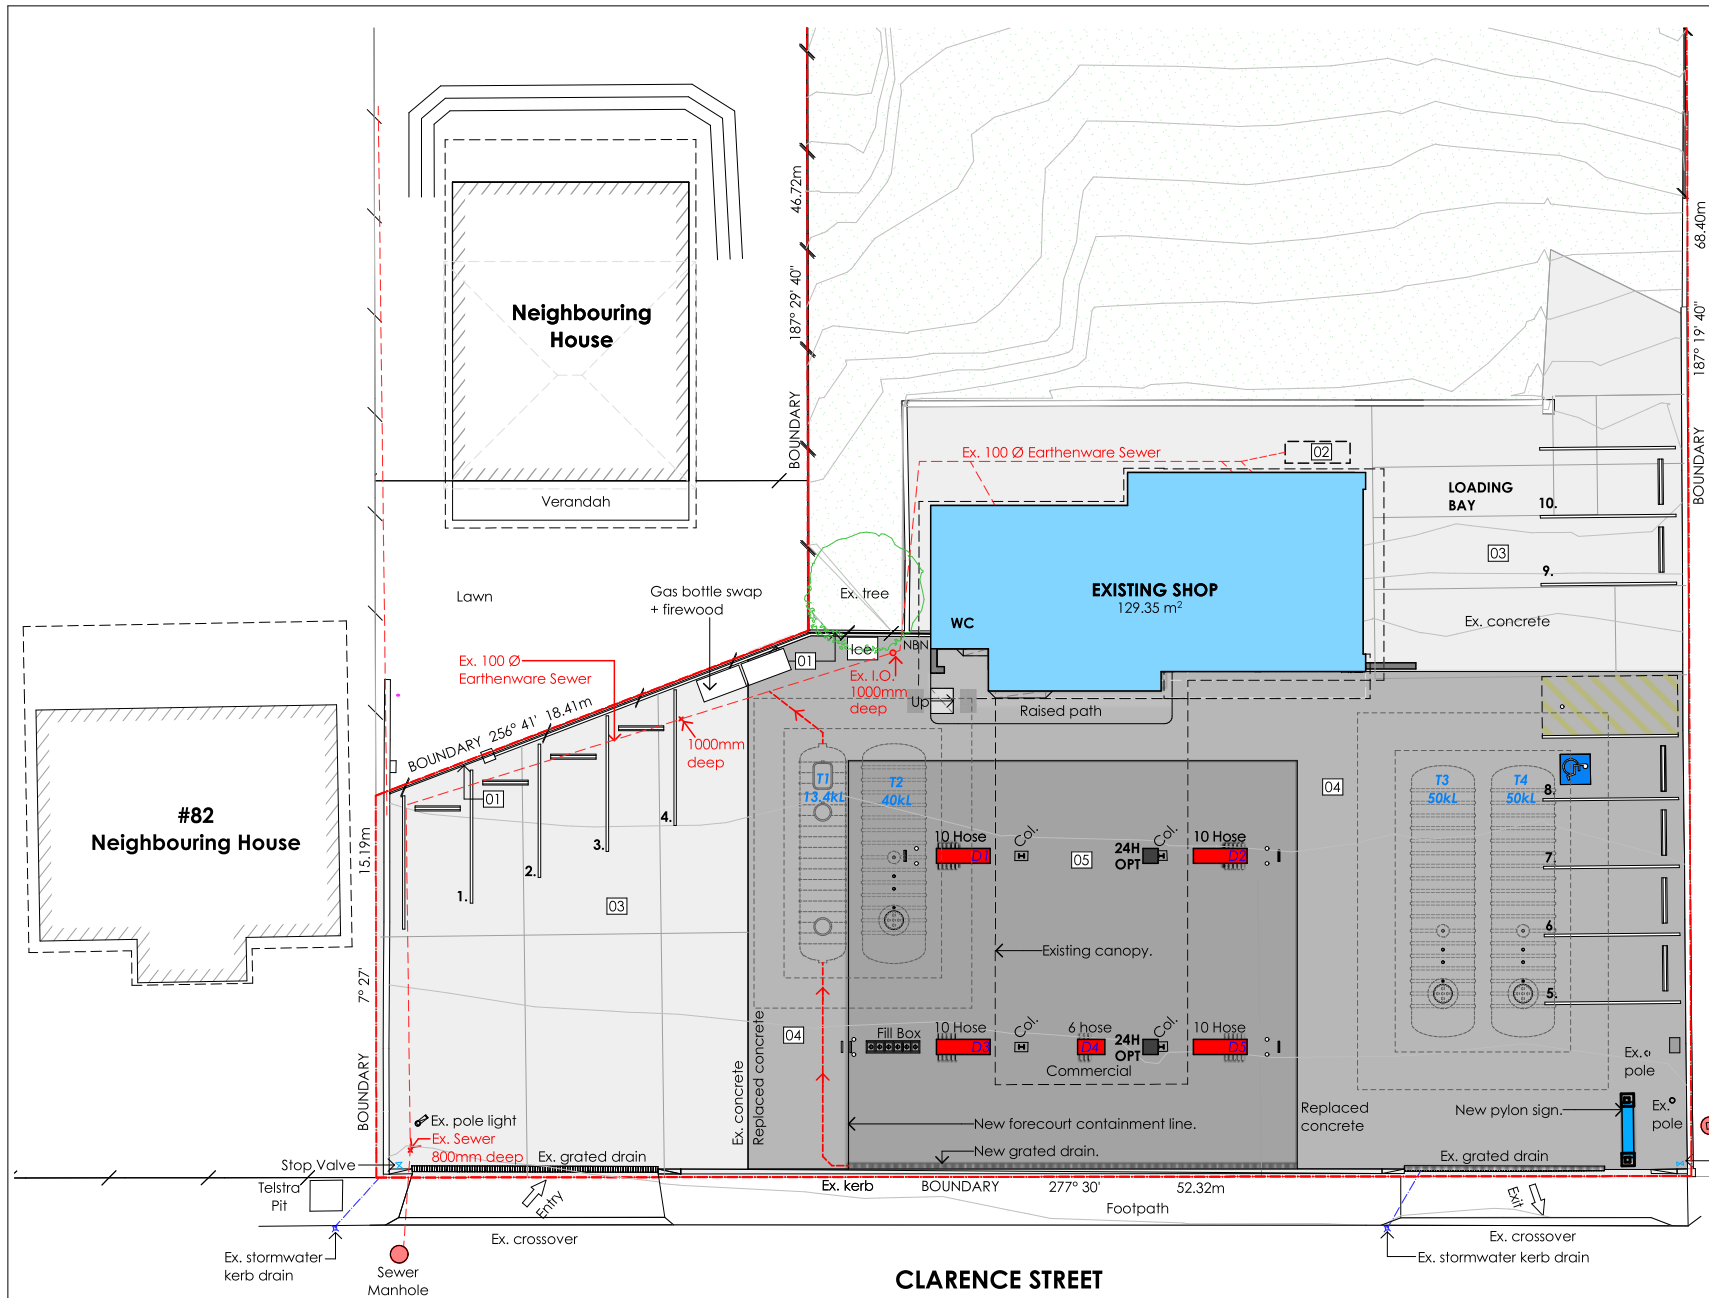 46.72m
187° 29' 40"
BOUNDARY
68.40m
187° 19' 40"
BOUNDARY
Neighbouring
House
Verandah
Lawn
Gas bottle swap
+ firewood
Ex. 100 Ø Earthenware Sewer
02
LOADING
BAY
10.
03
9.
Ex. concrete
EXISTING SHOP
129.35 m²
WC
Ex. tree
Ice
NBN
01
Ex. I.O.
1000mm
deep
Up
Raised path
Ex. 100 Ø
Earthenware Sewer
BOUNDARY 256° 41' 18.41m
1000mm
deep
01
#82
Neighbouring House
15.19m
7° 27'
BOUNDARY
1.
2.
3.
4.
03
T1
13.4kL
T2
40kL
T3
50kL
T4
50kL
04
8.
7.
6.
5.
10 Hose
D1
Col.
24H
OPT
Col.
10 Hose
D2
05
Existing canopy.
04
Fill Box
10 Hose
D3
Col.
6 hose
D4
24H
OPT
Col.
10 Hose
D5
Commercial
Ex. concrete
Replaced concrete
New forecourt containment line.
New grated drain.
Replaced
concrete
New pylon sign.
Ex.
pole
Ex.
pole
Ex. pole light
Ex. Sewer
800mm deep
Stop Valve
Ex. grated drain
Ex. grated drain
Telstra
Pit
Entry
Ex. kerb
BOUNDARY
277° 30'
52.32m
Footpath
Exit
Ex. crossover
Ex. crossover
Ex. stormwater
kerb drain
Ex. stormwater kerb drain
Sewer
Manhole
CLARENCE STREET